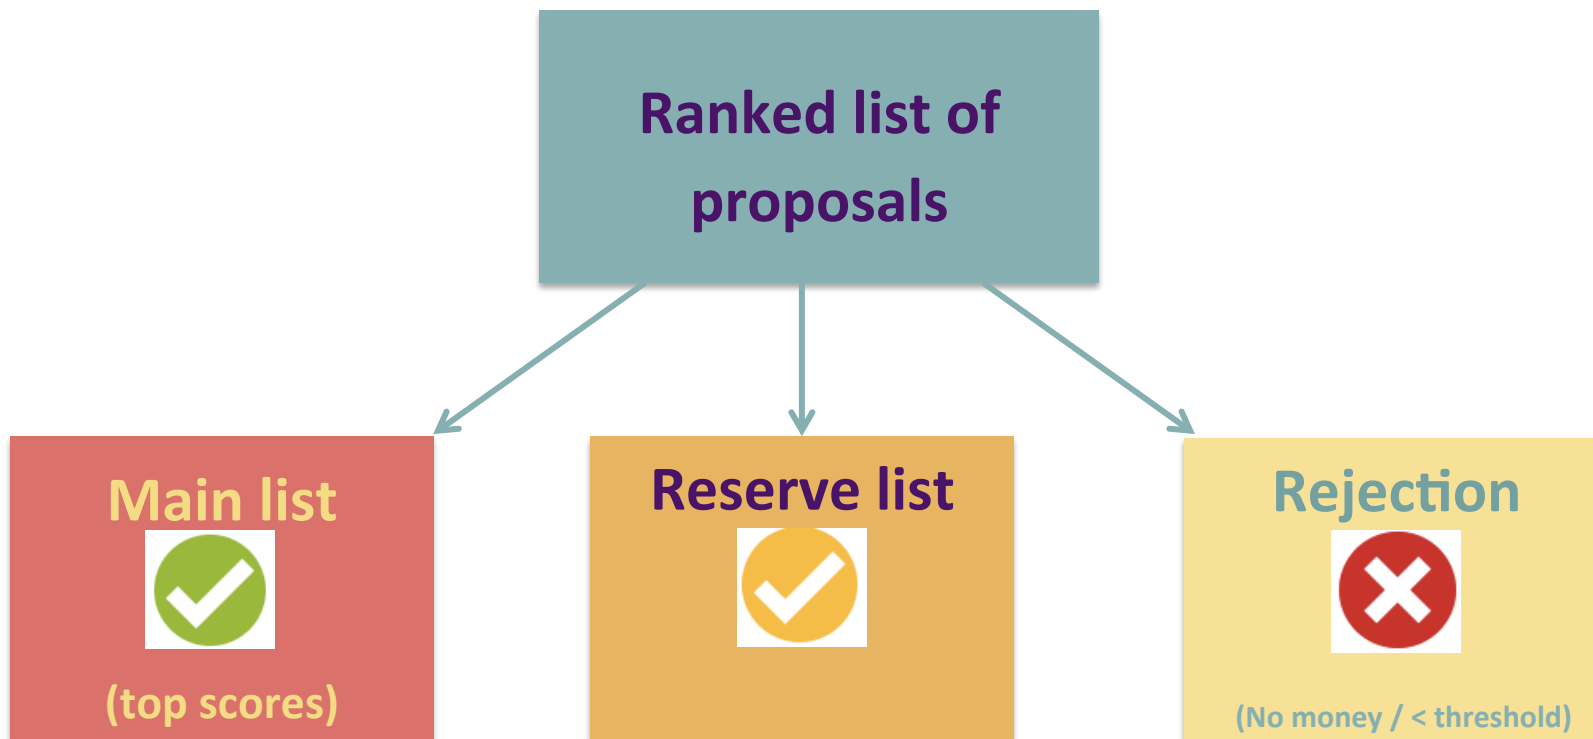 Ranked list of
proposals
Main list
(top scores)
Reserve list
Rejection
(No money / < threshold)